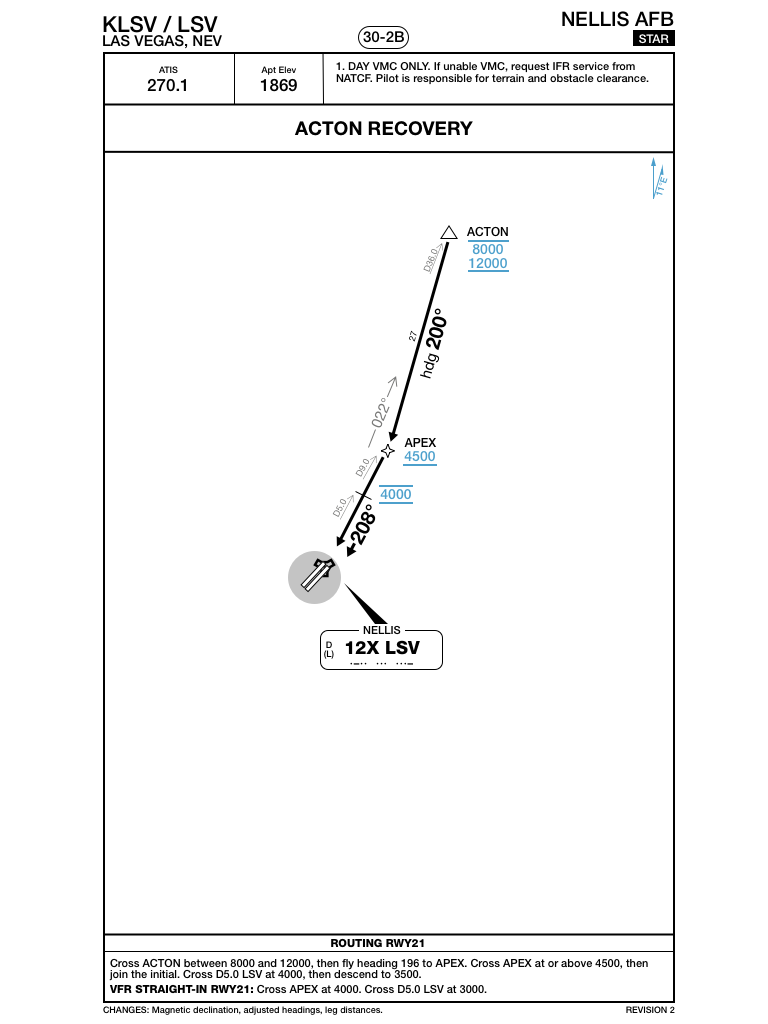 KLSV / LSV
LAS VEGAS, NEV
30-2B
NELLIS AFB
STAR
ATIS
270.1
Apt Elev
1869
1. DAY VMC ONLY. If unable VMC, request IFR service from
NATCF. Pilot is responsible for terrain and obstacle clearance.
ACTON RECOVERY
11°E
ACTON
8000
12000
D36.0
27
hdg 200°
022°
APEX
4500
D9.0
4000
D5.0
208°
NELLIS
D
(L)
12X LSV
ROUTING RWY21
Cross ACTON between 8000 and 12000, then fly heading 196 to APEX. Cross APEX at or above 4500, then
join the initial. Cross D5.0 LSV at 4000, then descend to 3500.
VFR STRAIGHT-IN RWY21: Cross APEX at 4000. Cross D5.0 LSV at 3000.
CHANGES: Magnetic declination, adjusted headings, leg distances.
REVISION 2